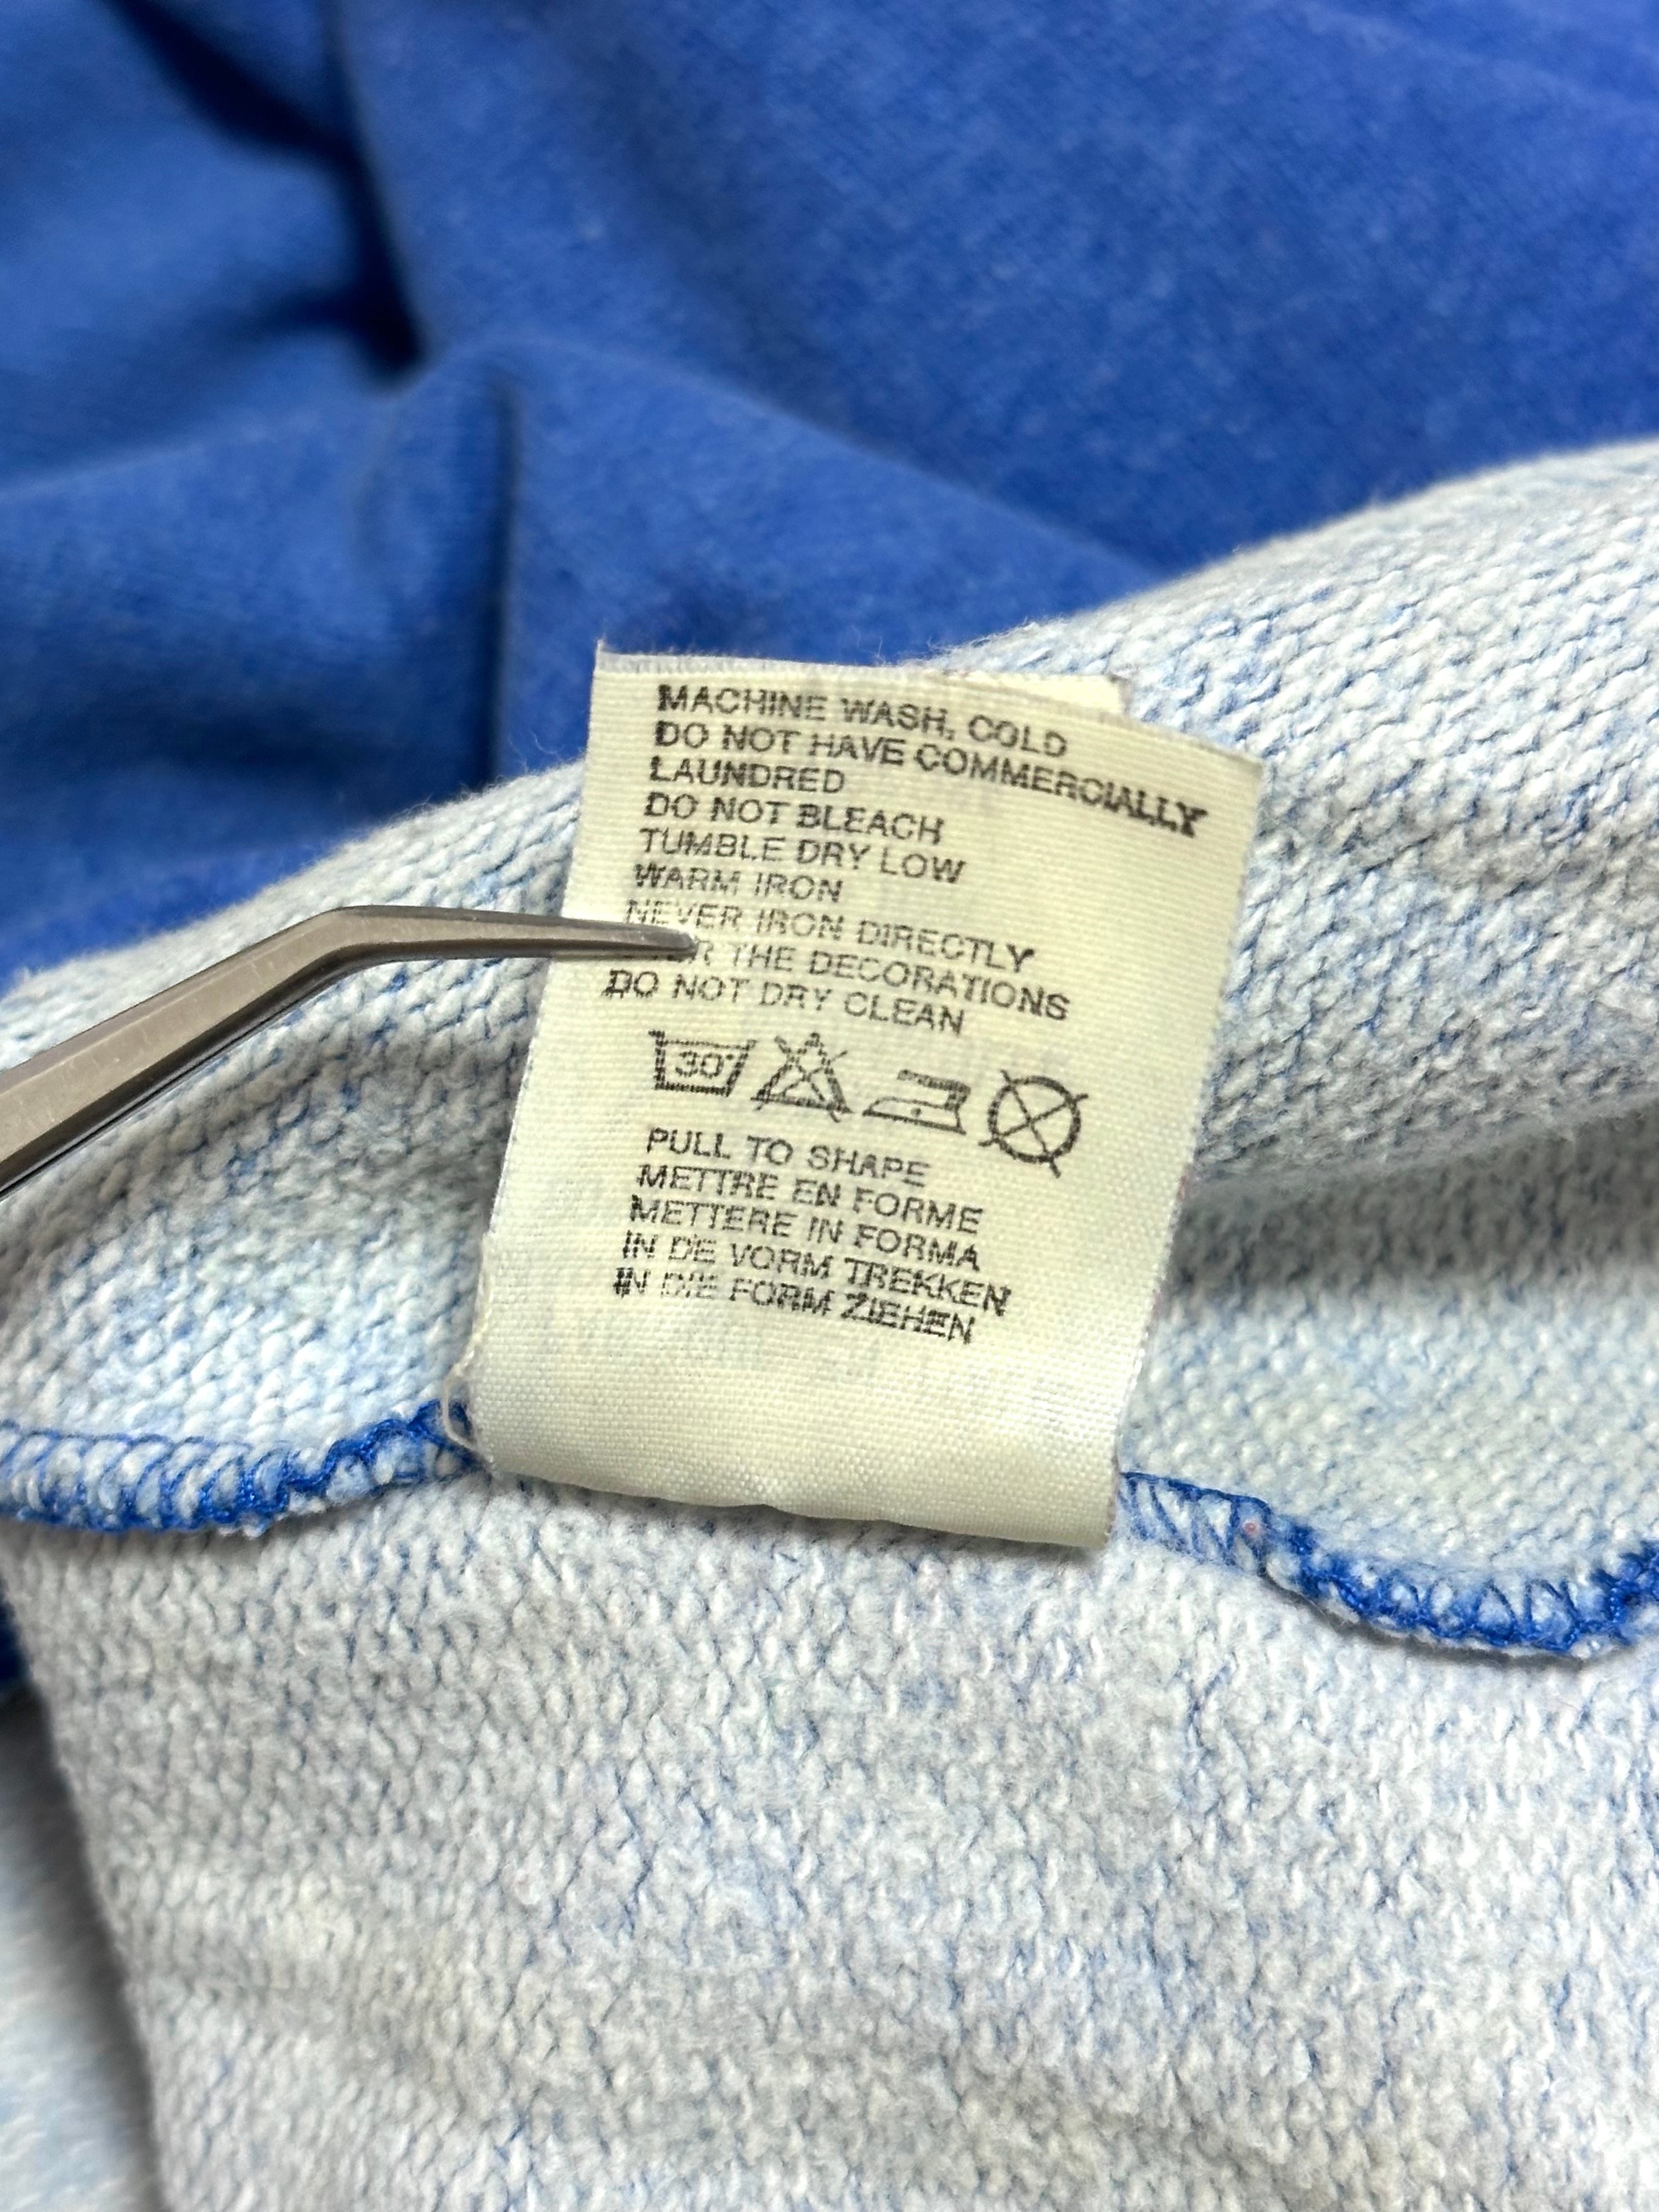 MACHINE WASH, COLD
DO NOT HAVE COMMERCIALLY
LAUNDRED
DO NOT BLEACH
TUMBLE DRY LOW
WARM IRON
NEVER IRON DIRECTLY
THE DECORATIONS
DO NOT DRY CLEAN
30°
PULL TO SHAPE
METTRE EN FORME
METTERE IN FORMA
IN DE VORM TREKKEN
IN DIE FORM ZIEHEN